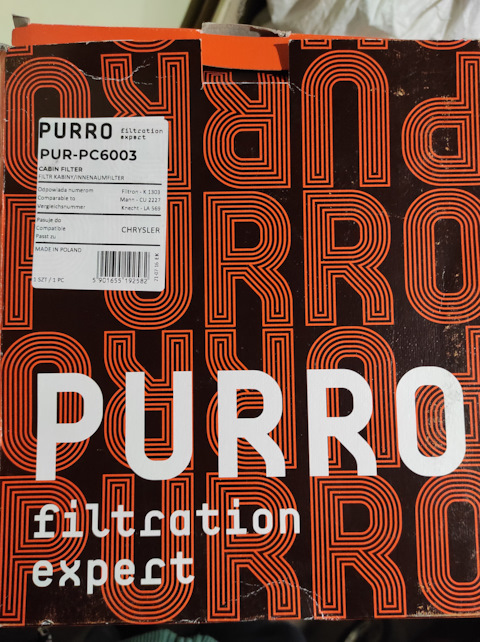 PURRO filtration expert
PUR-PC6003
CABIN FILTER
FILTR KABINY/INNENAUMFILTER
Odpowiada numerom Filtron - K 1303
Comparable to Mann - CU 2227
Vergleichsnummer Knecht - LA 569
Pasuje do
Compatible CHRYSLER
Passt zu
MADE IN POLAND
1 SZT / 1 PC
5 901655 192582
PURRO
filtration
expert